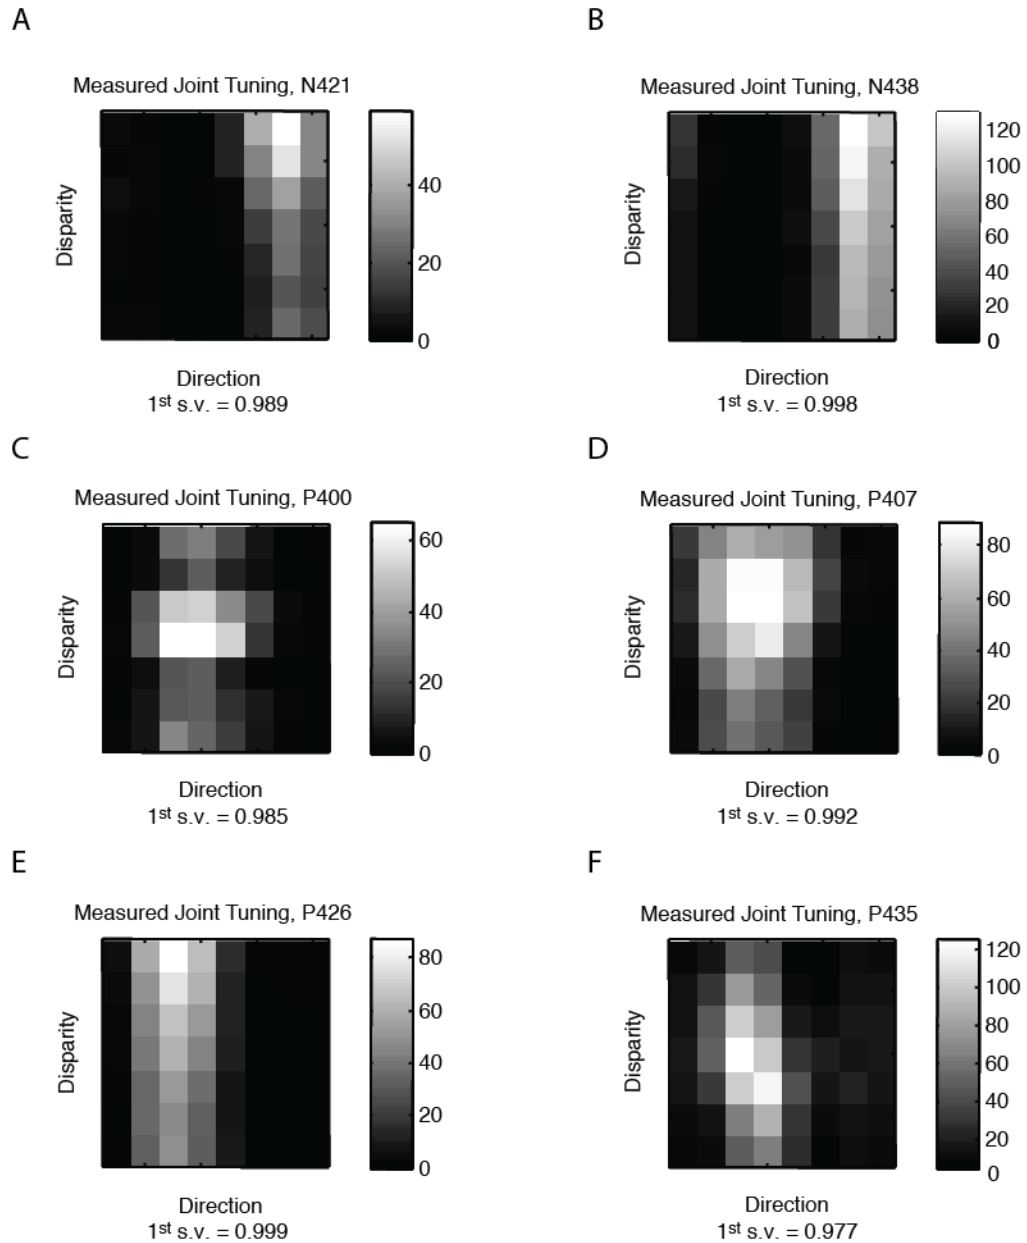 A
Measured Joint Tuning, N421
Disparity
40
20
0
Direction
1st s.v. = 0.989
B
Measured Joint Tuning, N438
Disparity
120
100
80
60
40
20
0
Direction
1st s.v. = 0.998
C
Measured Joint Tuning, P400
Disparity
60
40
20
0
Direction
1st s.v. = 0.985
D
Measured Joint Tuning, P407
Disparity
80
60
40
20
0
Direction
1st s.v. = 0.992
E
Measured Joint Tuning, P426
Disparity
80
60
40
20
0
Direction
1st s.v. = 0.999
F
Measured Joint Tuning, P435
Disparity
120
100
80
60
40
20
0
Direction
1st s.v. = 0.977